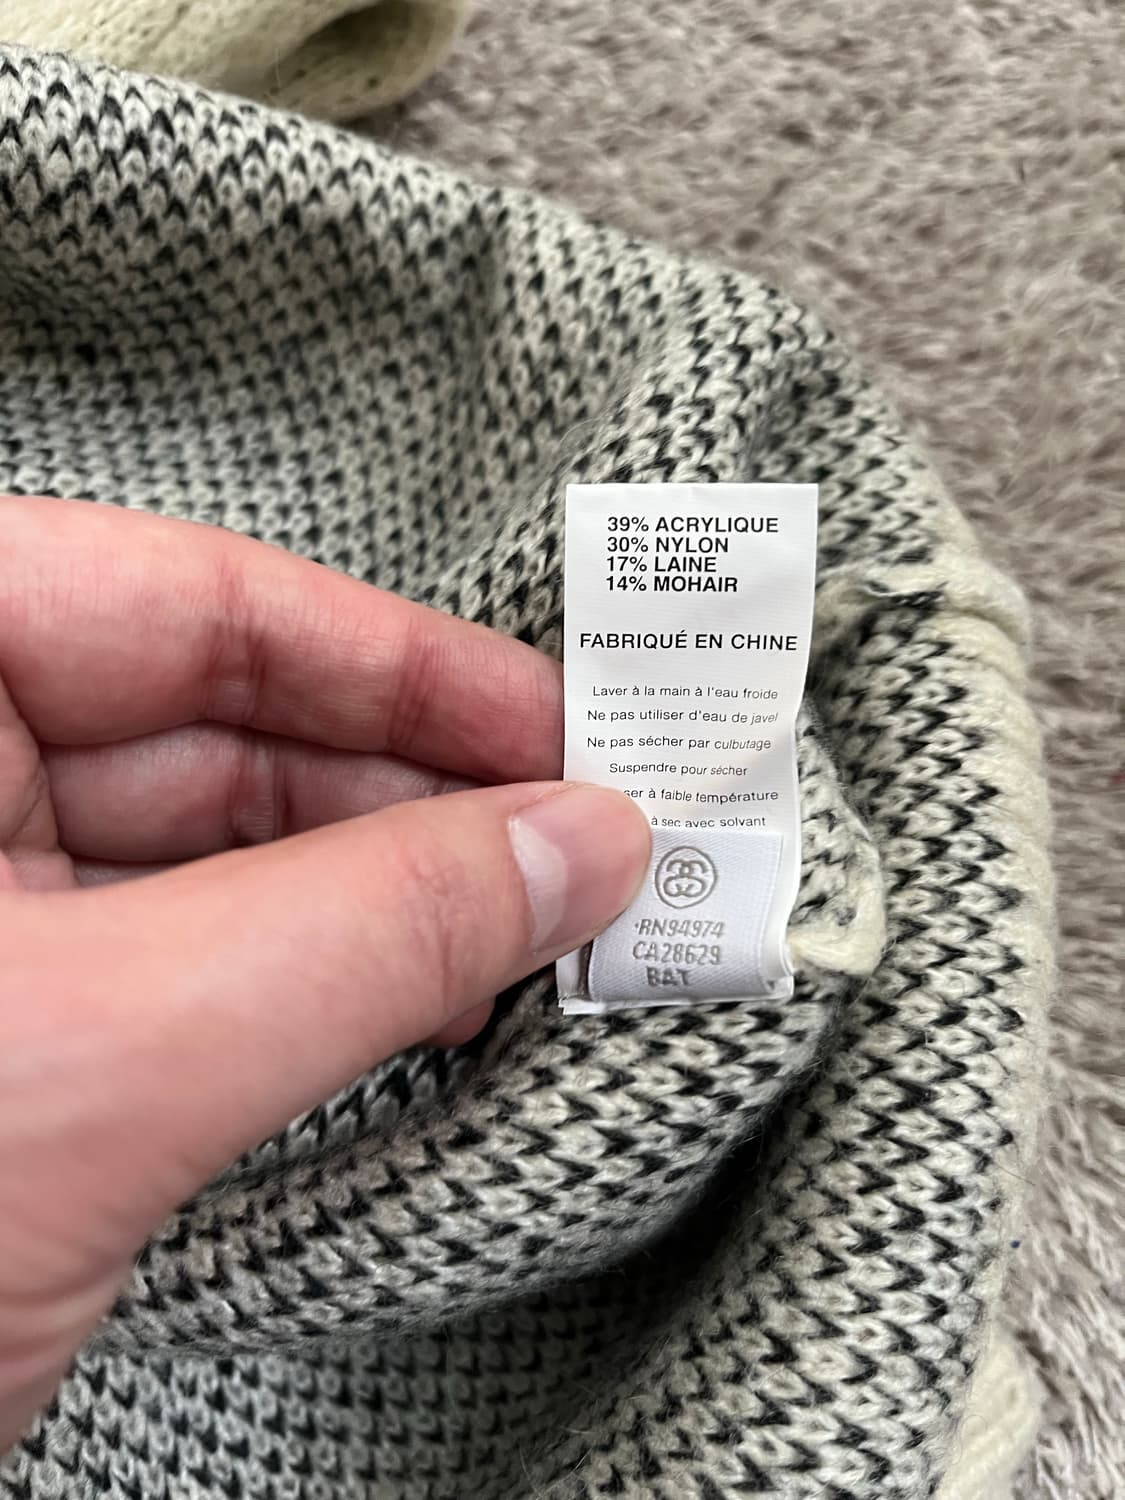 39% ACRYLIQUE
30% NYLON
17% LAINE
14% MOHAIR
FABRIQUÉ EN CHINE
Laver à la main à l'eau froide
Ne pas utiliser d'eau de javel
Ne pas sécher par culbutage
Suspendre pour sécher
ser à faible température
à sec avec solvant
RN94974
CA28629
BAT